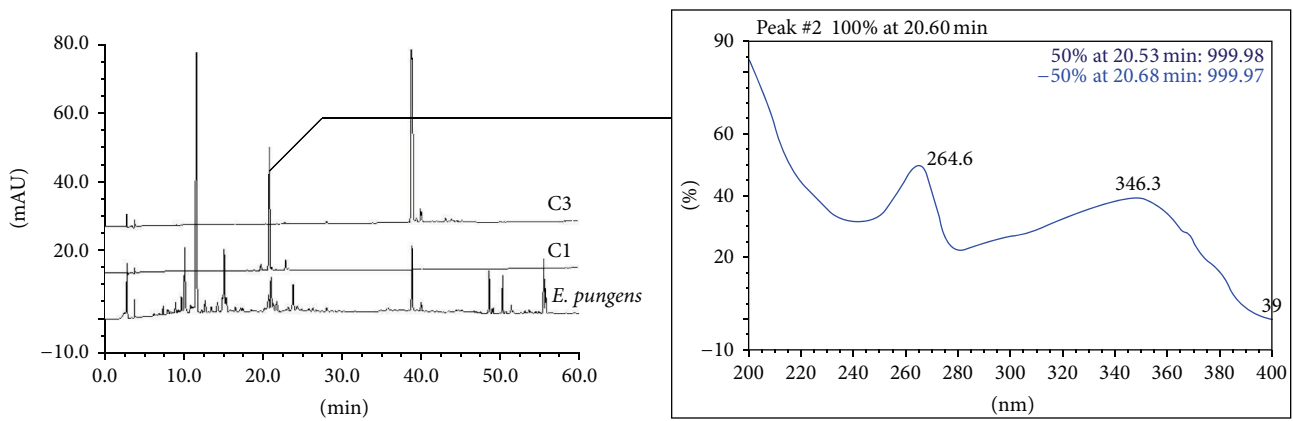 80.0
60.0
40.0
20.0
−10.0
(mAU)
0.0 10.0 20.0 30.0 40.0 50.0 60.0
(min)
C3
C1
E. pungens
Peak #2 100% at 20.60 min
50% at 20.53 min: 999.98
−50% at 20.68 min: 999.97
90
60
40
20
−10
(%)
264.6
346.3
39
200 220 240 260 280 300 320 340 360 380 400
(nm)